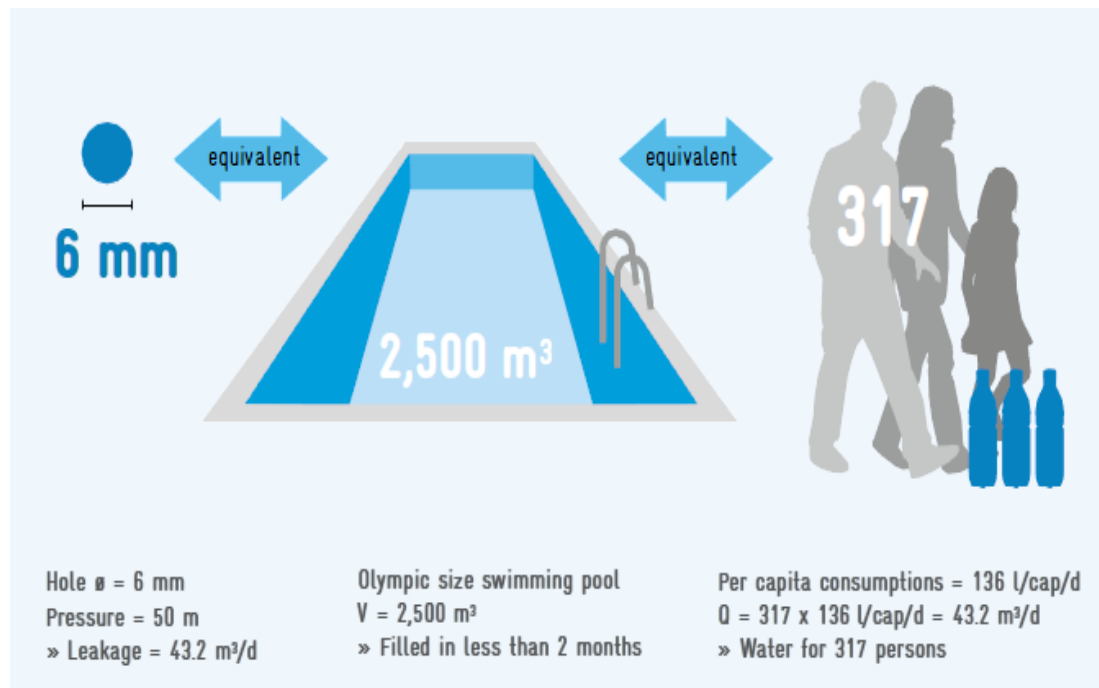 equivalent
equivalent
6 mm
2,500 m³
317
Hole ø = 6 mm
Pressure = 50 m
» Leakage = 43.2 m³/d
Olympic size swimming pool
V = 2,500 m³
» Filled in less than 2 months
Per capita consumptions = 136 l/cap/d
Q = 317 x 136 l/cap/d = 43.2 m³/d
» Water for 317 persons